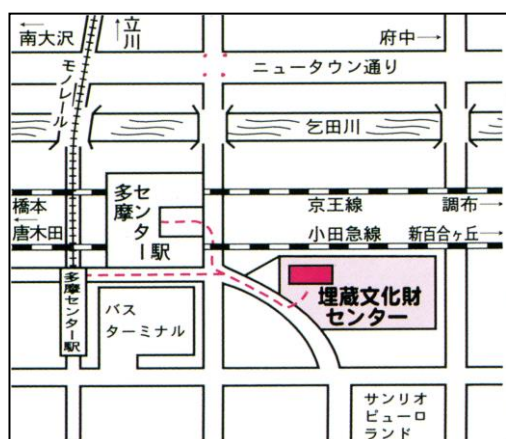 南大沢
立川
府中
モノレール
ニュータウン通り
乞田川
多摩
センター駅
橋本
唐木田
京王線
調布
小田急線
新百合ヶ丘
多摩センター駅
バス
ターミナル
埋蔵文化財
センター
サンリオ
ピューロ
ランド